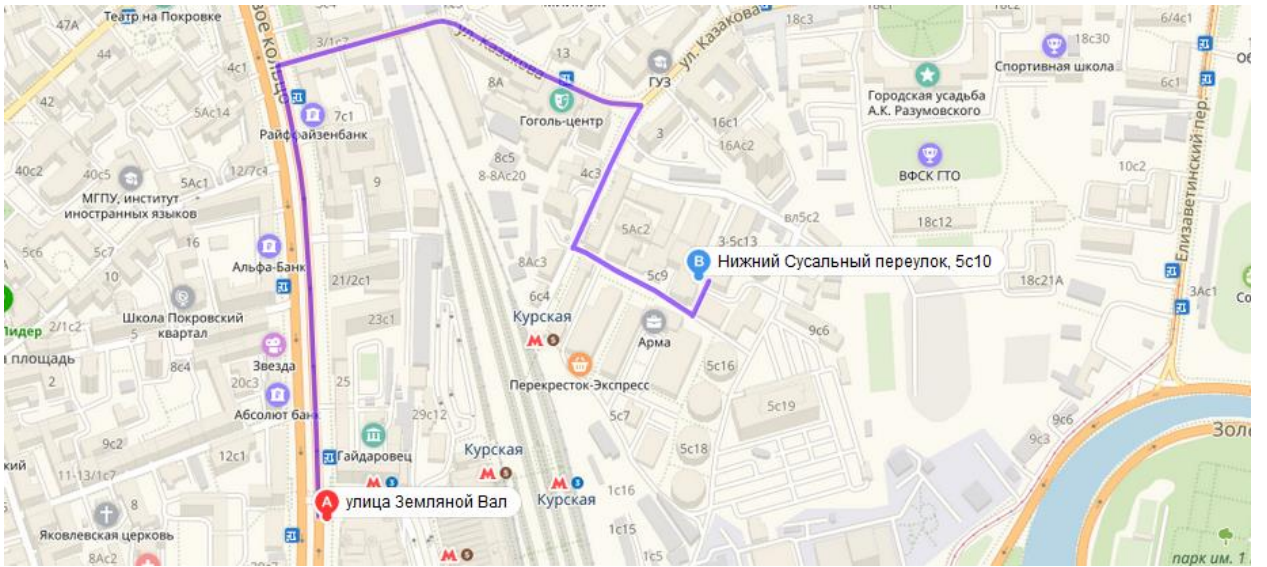 47А
Театр на Покровке
44
4с1
42
5Ас14
40с2
40с5
5Ас1
12/7с4
МГПУ, институт
иностранных языков
3/1с2
7с1
Райффайзенбанк
9
ул. Казакова
13
8А
Гоголь-центр
ГУЗ
ул. Казакова
3
16с1
16Ас2
18с3
18с1
6/4с1
18с30
Спортивная школа
6с1
Городская усадьба
А.К. Разумовского
ВФСК ГТО
10с2
Елизаветинский пер.
8с5
8-8Ас20
4с3
5Ас2
вл5с2
3-5с13
18с12
18с21А
3Ас1
5с6
5с7
16
10
Альфа-Банк
21/2с1
8Ас3
5с9
B
Нижний Сусальный переулок, 5с10
Школа Покровский
квартал
Лидер
2/1с2
5
23с1
6с4
Курская
М
Арма
9с6
площадь
2
8с4
Звезда
20с3
25
Перекресток-Экспресс
5с16
Абсолют банк
29с12
5с7
5с19
9с2
12с1
Гайдаровец
Курская
М
М
5с18
9с3
9с6
11-13/1с7
A
улица Земляной Вал
М
Курская
1с16
8
Яковлевская церковь
8Ас2
М
1с15
1с5
парк им. 1